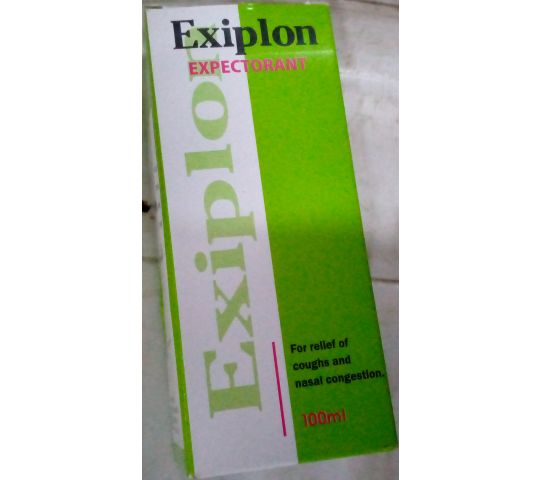 Exiplon
EXPECTORANT
Exiplon
For relief of
coughs and
nasal congestion.
100ml